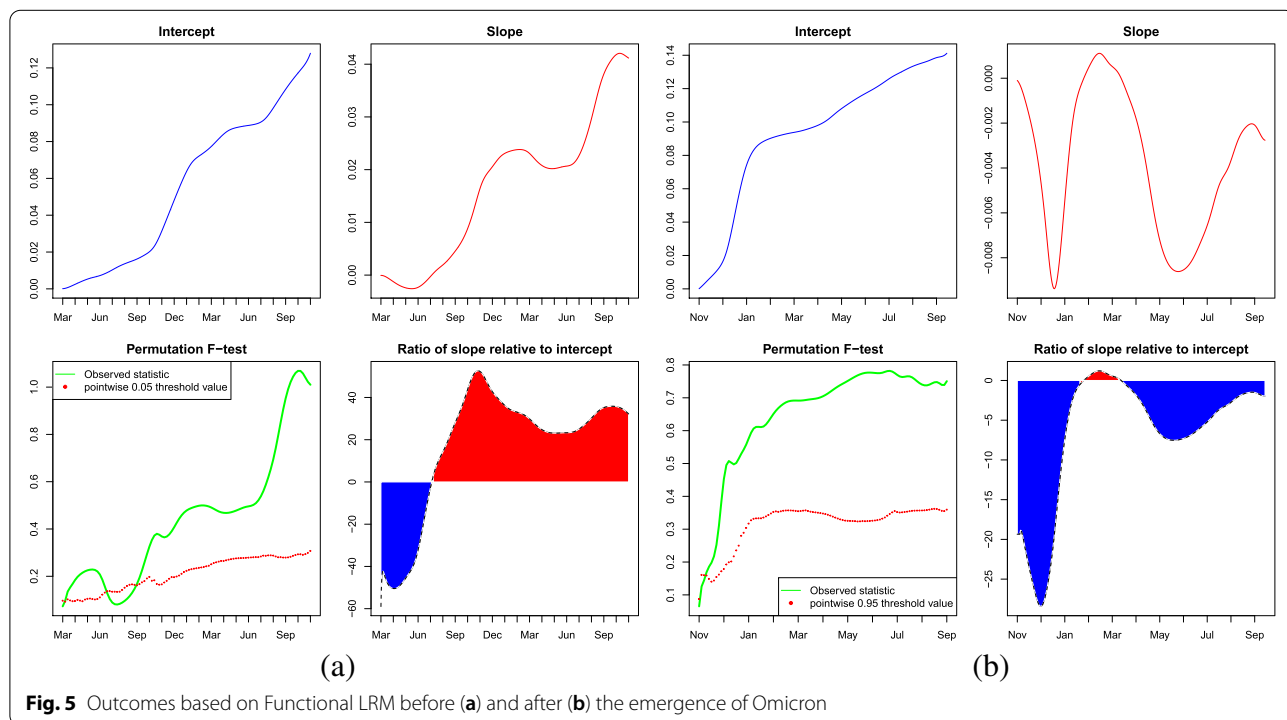 Intercept
0.12
0.10
0.08
0.06
0.04
0.02
0.00
Mar Jun Sep Dec Mar Jun Sep
Slope
0.04
0.03
0.02
0.01
0.00
Mar Jun Sep Dec Mar Jun Sep
Intercept
0.14
0.12
0.10
0.08
0.06
0.04
0.02
0.00
Nov Jan Mar May Jul Sep
Slope
0.000
−0.002
−0.004
−0.006
−0.008
Nov Jan Mar May Jul Sep
Permutation F−test
Observed statistic
pointwise 0.05 threshold value
1.0
0.8
0.6
0.4
0.2
Mar Jun Sep Dec Mar Jun Sep
Ratio of slope relative to intercept
40
20
0
−20
−40
−60
Mar Jun Sep Dec Mar Jun Sep
Permutation F−test
0.8
0.7
0.6
0.5
0.4
0.3
0.2
0.1
Observed statistic
pointwise 0.95 threshold value
Nov Jan Mar May Jul Sep
Ratio of slope relative to intercept
0
−5
−10
−15
−20
−25
Nov Jan Mar May Jul Sep
(a)
(b)
Fig. 5 Outcomes based on Functional LRM before (a) and after (b) the emergence of Omicron